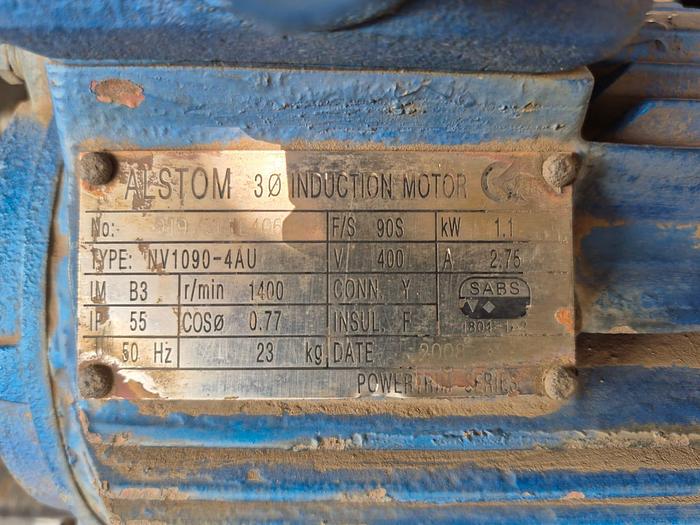 ALSTOM 3Ø INDUCTION MOTOR
No: F/S 90S kW 1.1
TYPE: NV1090-4AU V 400 A 2.75
IM B3 r/min 1400 CONN. Y SABS
IP 55 COSØ 0.77 INSUL. F
50 Hz 23 kg DATE
POWERTRIM SERIES